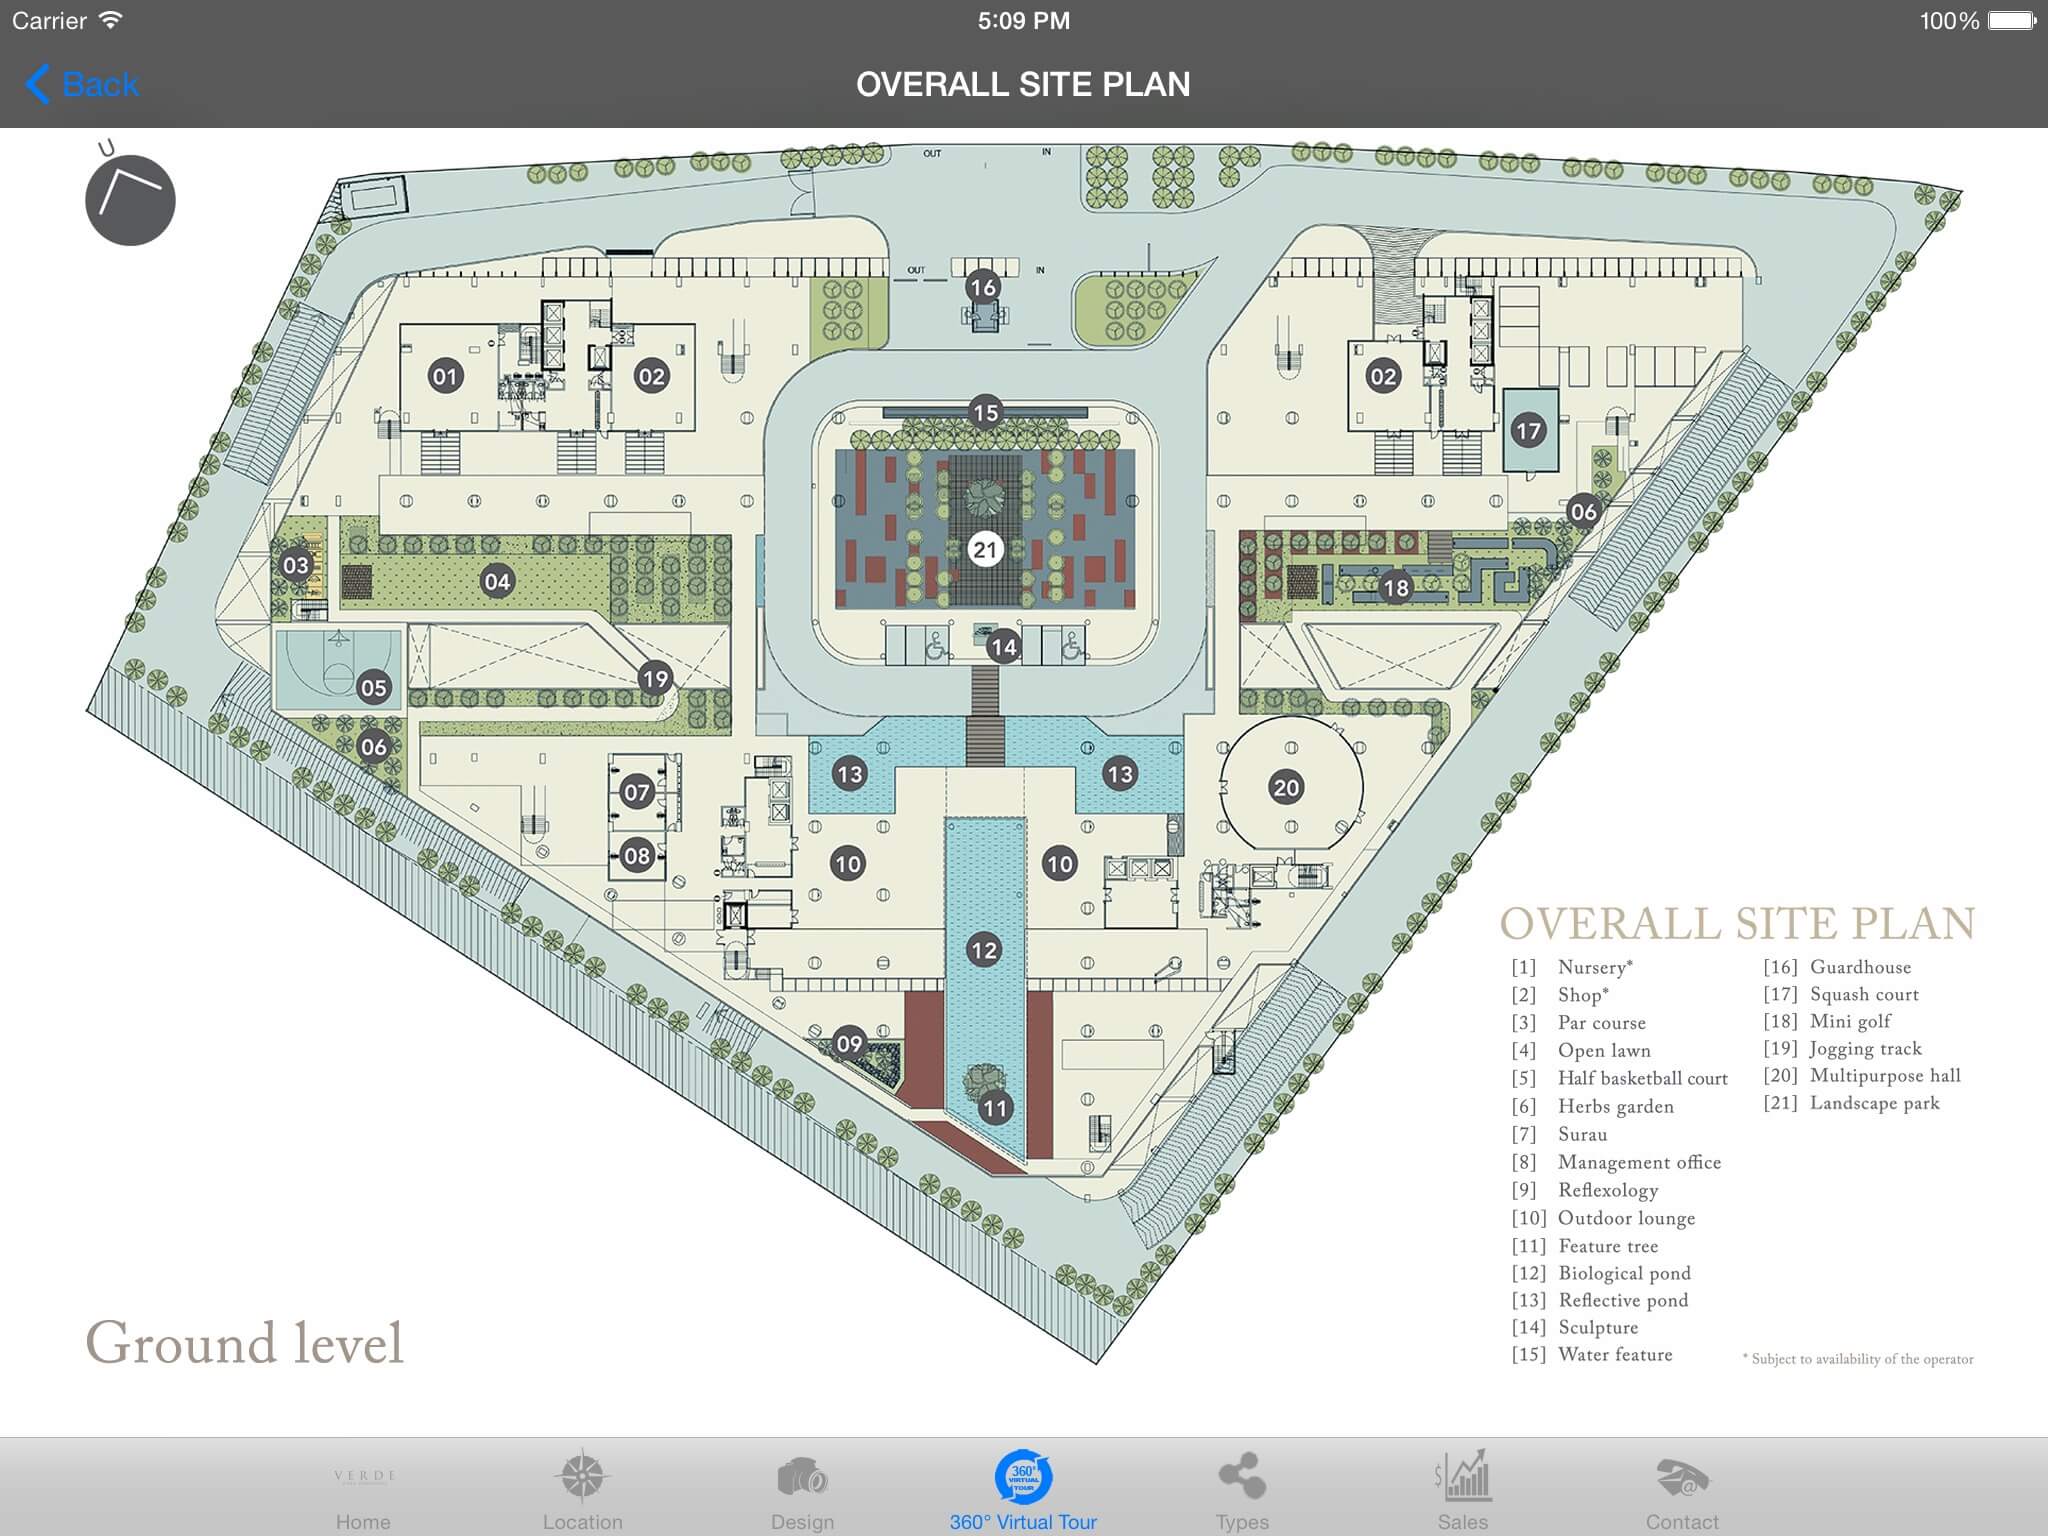 Carrier 5:09 PM 100%
Back OVERALL SITE PLAN
U
OUT IN
OUT IN
16
01 02 02
15
17
06
21
03 04 18
14
19
05
06
13 13
07 20
08 10 10
12
09
11
OVERALL SITE PLAN
[1] Nursery*
[2] Shop*
[3] Par course
[4] Open lawn
[5] Half basketball court
[6] Herbs garden
[7] Surau
[8] Management office
[9] Reflexology
[10] Outdoor lounge
[11] Feature tree
[12] Biological pond
[13] Reflective pond
[14] Sculpture
[15] Water feature
[16] Guardhouse
[17] Squash court
[18] Mini golf
[19] Jogging track
[20] Multipurpose hall
[21] Landscape park
* Subject to availability of the operator
Ground level
VERDE
360° VIRTUAL TOUR
Home Location Design 360° Virtual Tour Types Sales Contact